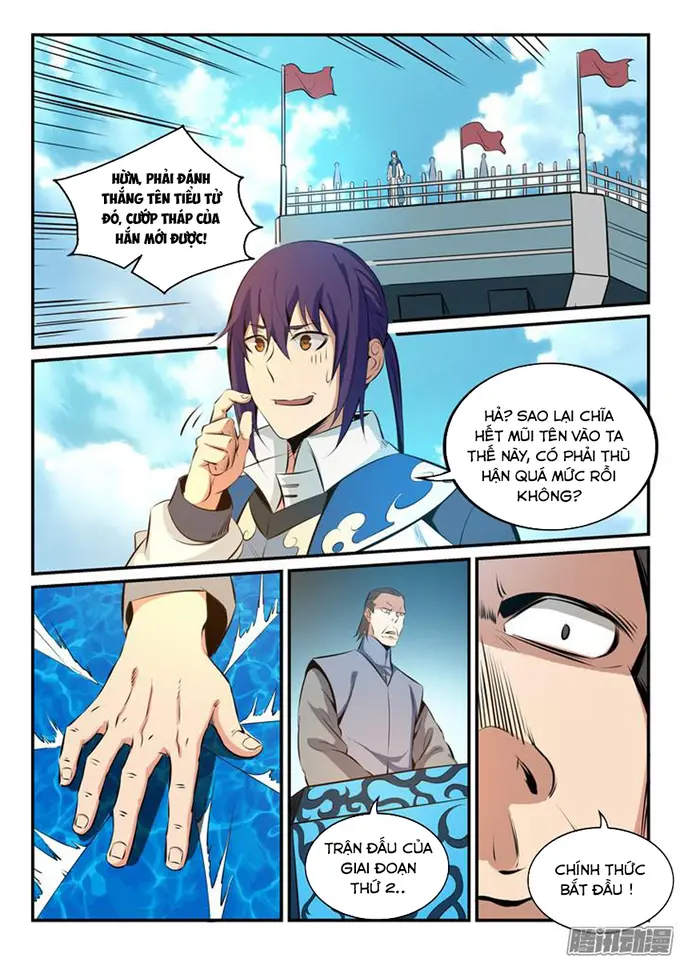 HỪM, PHẢI ĐÁNH
THẮNG TÊN TIỂU TỬ
ĐÓ, CƯỚP THÁP CỦA
HẮN MỚI ĐƯỢC!
HẢ? SAO LẠI CHĨA
HẾT MŨI TÊN VÀO TA
THẾ NÀY, CÓ PHẢI THÙ
HẬN QUÁ MỨC RỒI
KHÔNG?
TRẬN ĐẤU CỦA
GIAI ĐOẠN
THỨ 2..
CHÍNH THỨC
BẮT ĐẦU !
腾讯动漫